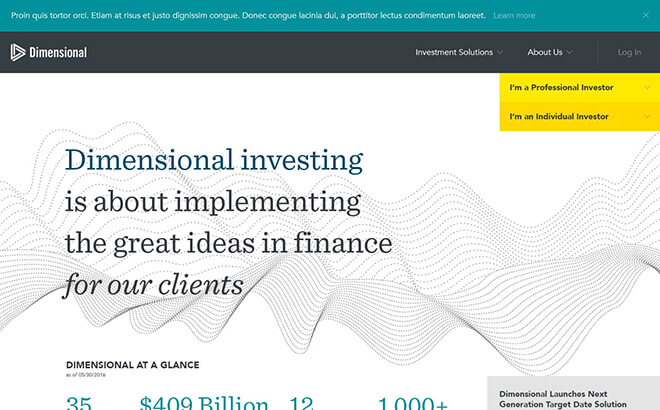 Proin quis tortor orci. Etiam at risus et justo dignissim congue. Donec congue lacinia dui, a porttitor lectus condimentum laoreet. Learn more
Dimensional
Investment Solutions
About Us
Log In
I'm a Professional Investor
I'm an Individual Investor
Dimensional investing
is about implementing
the great ideas in finance
for our clients
DIMENSIONAL AT A GLANCE
as of 05/30/2016
35
$409 Billion
12
1,000+
Dimensional Launches Next
Generation Target Date Solution